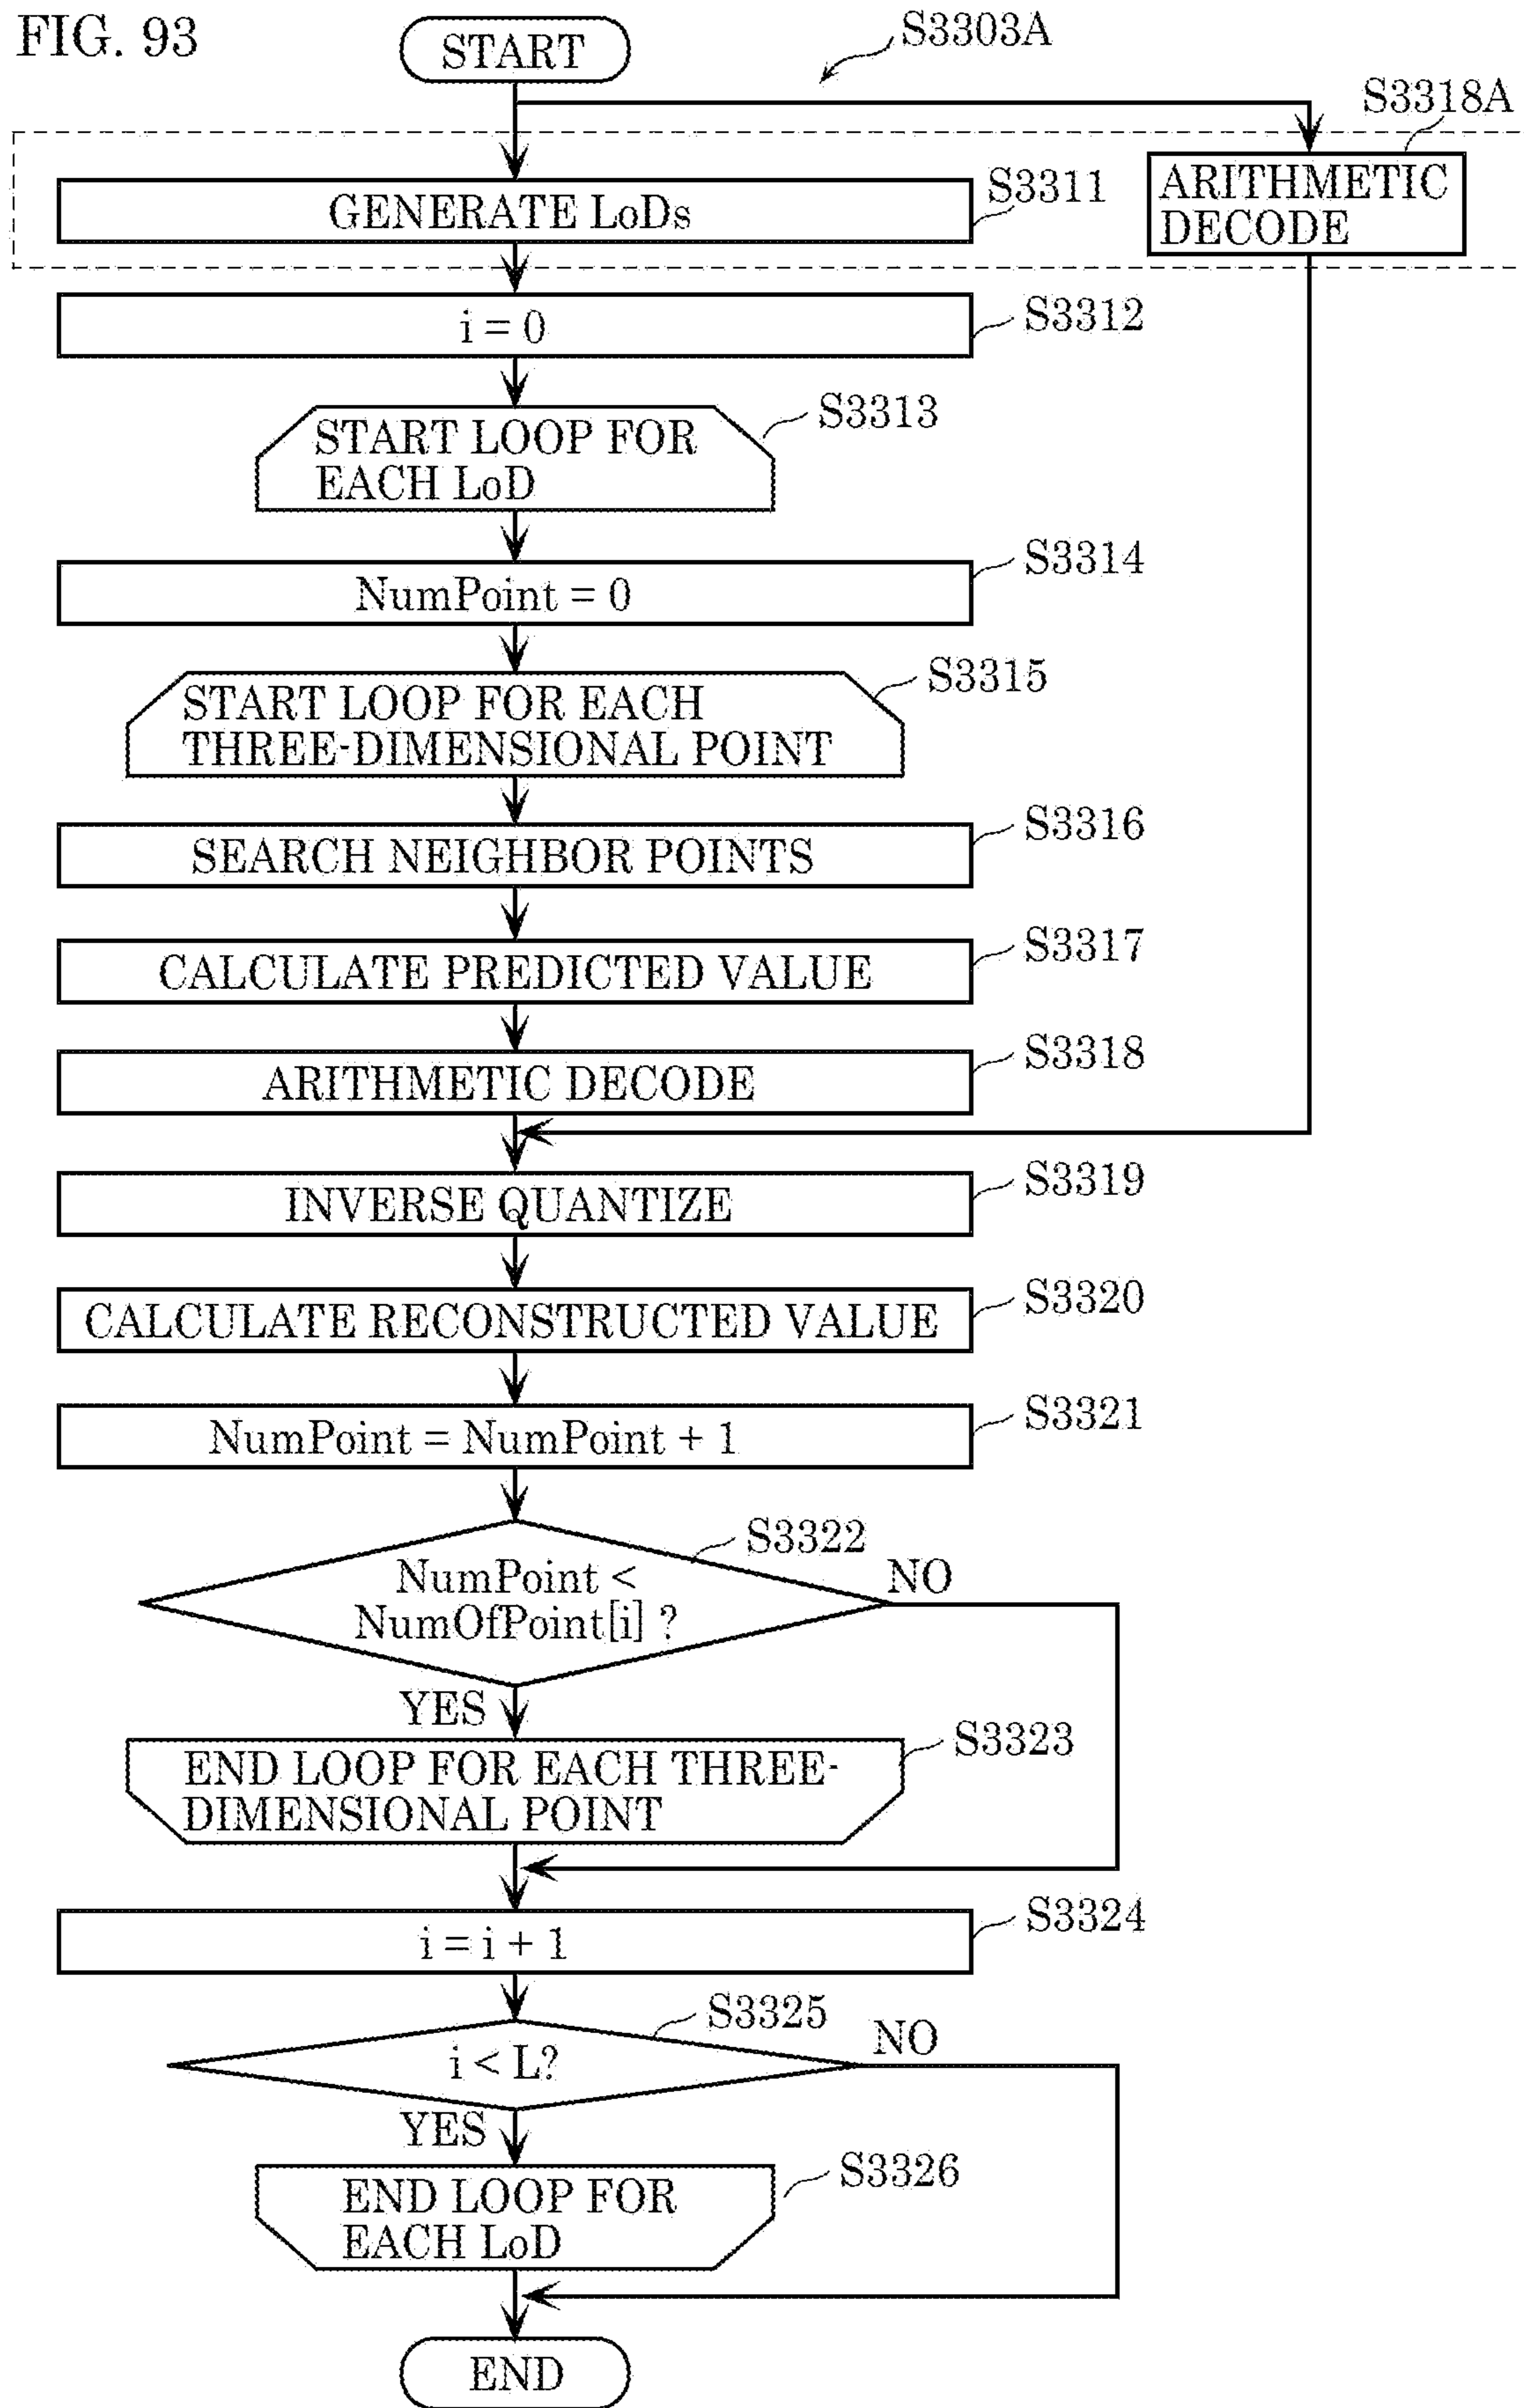 FIG. 93
START
S3303A
S3318A
ARITHMETIC
DECODE
GENERATE LoDs
S3311
i = 0
S3312
START LOOP FOR
EACH LoD
S3313
NumPoint = 0
S3314
START LOOP FOR EACH
THREE-DIMENSIONAL POINT
S3315
SEARCH NEIGHBOR POINTS
S3316
CALCULATE PREDICTED VALUE
S3317
ARITHMETIC DECODE
S3318
INVERSE QUANTIZE
S3319
CALCULATE RECONSTRUCTED VALUE
S3320
NumPoint = NumPoint + 1
S3321
NumPoint <
NumOfPoint[i] ?
S3322
NO
YES
END LOOP FOR EACH THREE-
DIMENSIONAL POINT
S3323
i = i + 1
S3324
i < L?
S3325
NO
YES
END LOOP FOR
EACH LoD
S3326
END